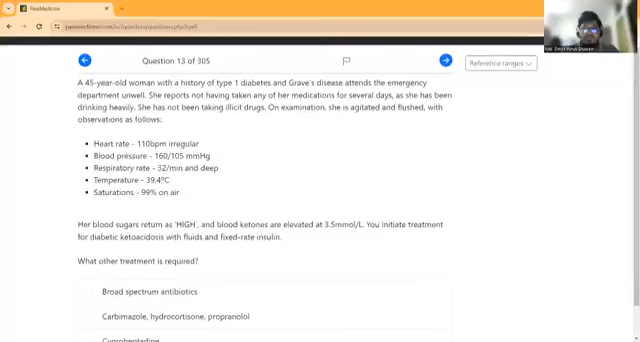 PassMedicine
Question 13 of 305
Reference ranges
A 45-year-old woman with a history of type 1 diabetes and Grave's disease attends the emergency
department unwell. She reports not having taken any of her medications for several days, as she has been
drinking heavily. She has not been taking illicit drugs. On examination, she is agitated and flushed, with
observations as follows:
• Heart rate - 110bpm irregular
• Blood pressure - 160/105 mmHg
• Respiratory rate - 32/min and deep
• Temperature - 39.4ºC
• Saturations - 99% on air
Her blood sugars return as 'HIGH', and blood ketones are elevated at 3.5mmol/L. You initiate treatment
for diabetic ketoacidosis with fluids and fixed-rate insulin.
What other treatment is required?
Broad spectrum antibiotics
Carbimazole, hydrocortisone, propranolol
Cyproheptadine